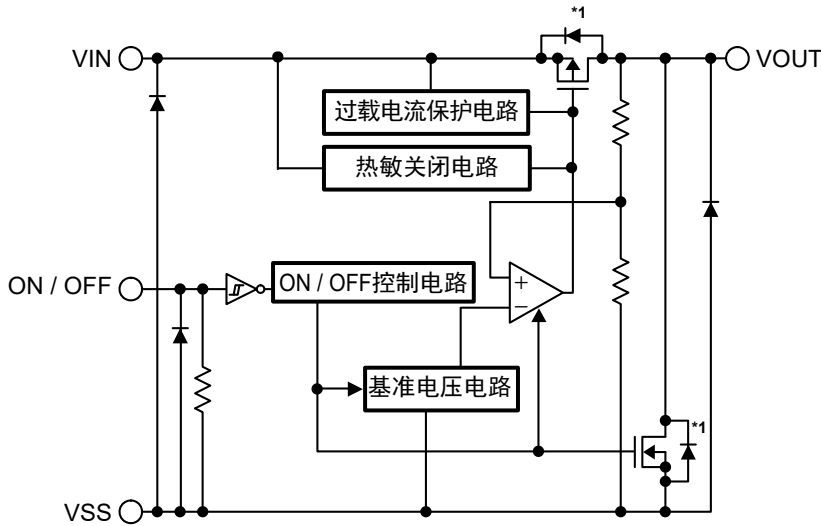 *1
VIN
VOUT
过载电流保护电路
热敏关闭电路
ON / OFF
ON / OFF控制电路
+
−
基准电压电路
*1
VSS